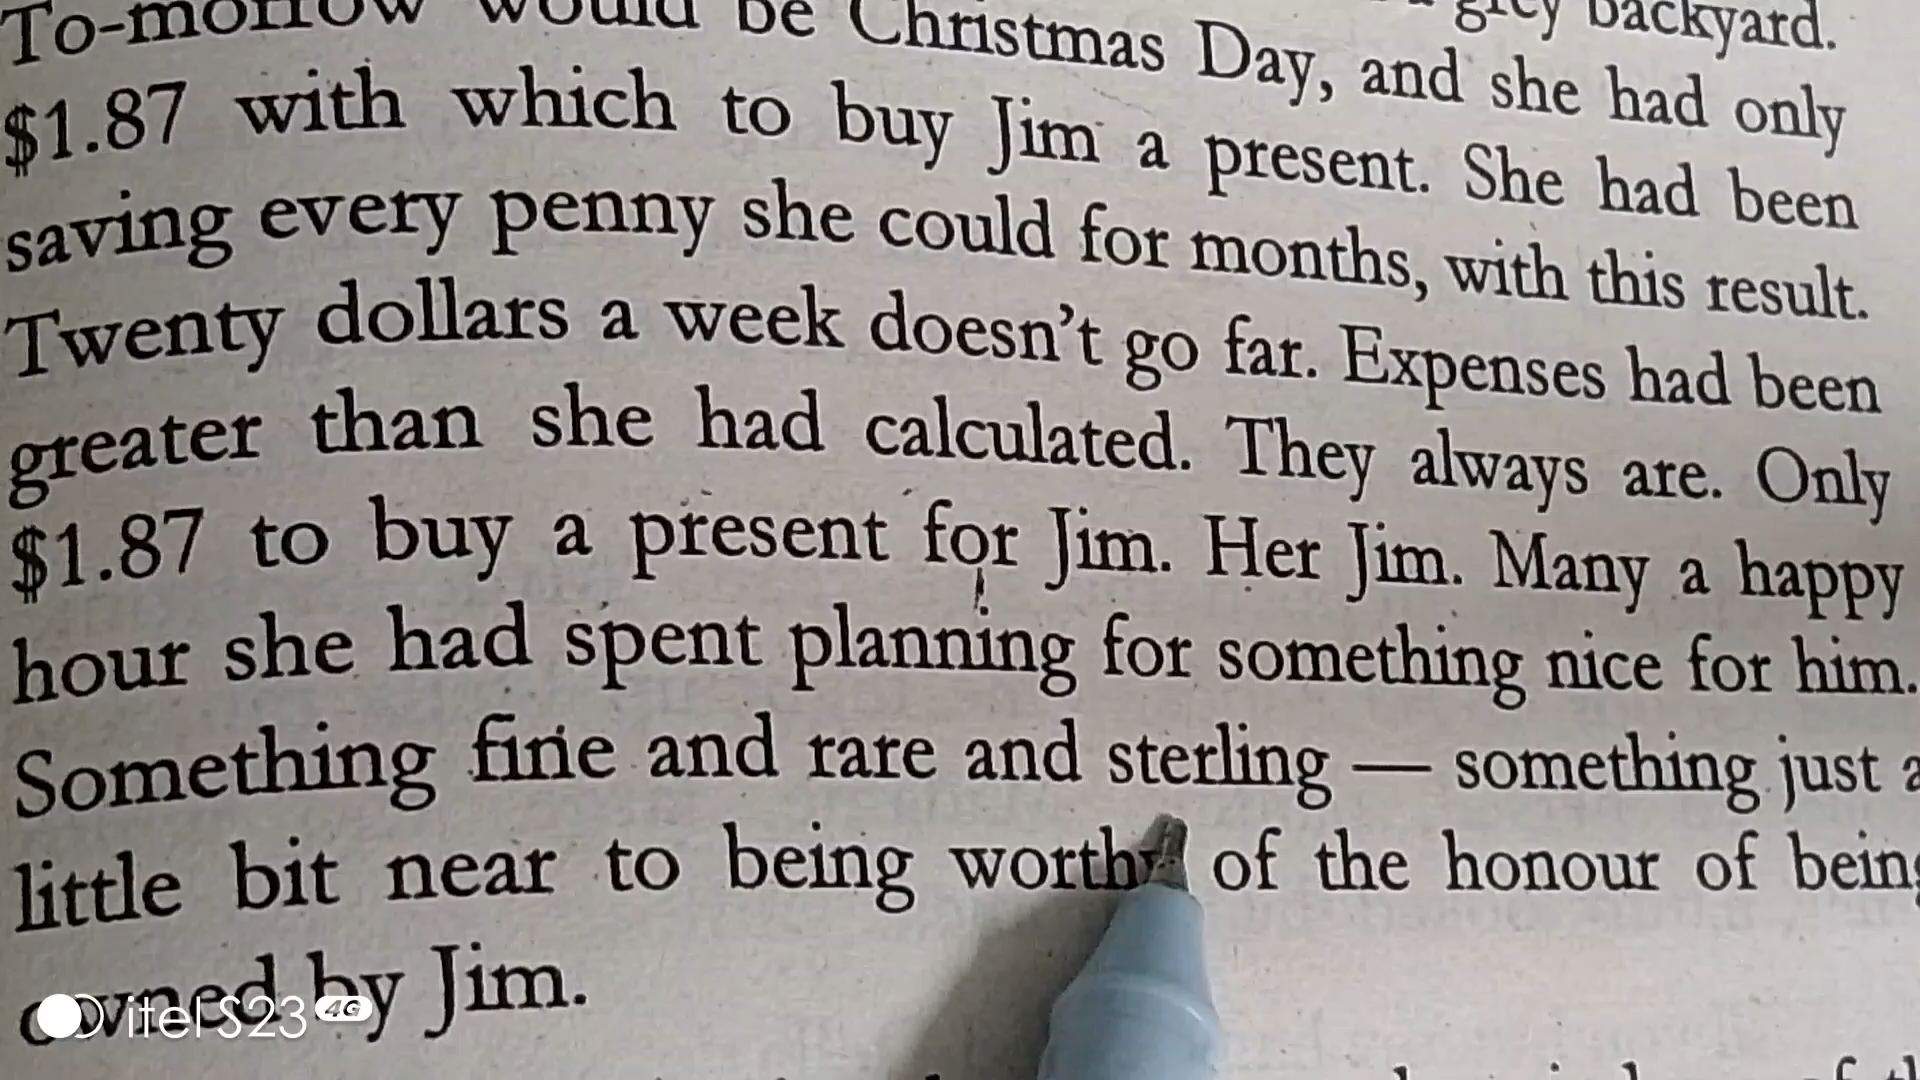 grey backyard.
To-morrow would be Christmas Day, and she had only
$1.87 with which to buy Jim a present. She had been
saving every penny she could for months, with this result.
Twenty dollars a week doesn't go far. Expenses had been
greater than she had calculated. They always are. Only
$1.87 to buy a present for Jim. Her Jim. Many a happy
hour she had spent planning for something nice for him.
Something fine and rare and sterling — something just a
little bit near to being worthy of the honour of being
owned by Jim.
itel S23 4G